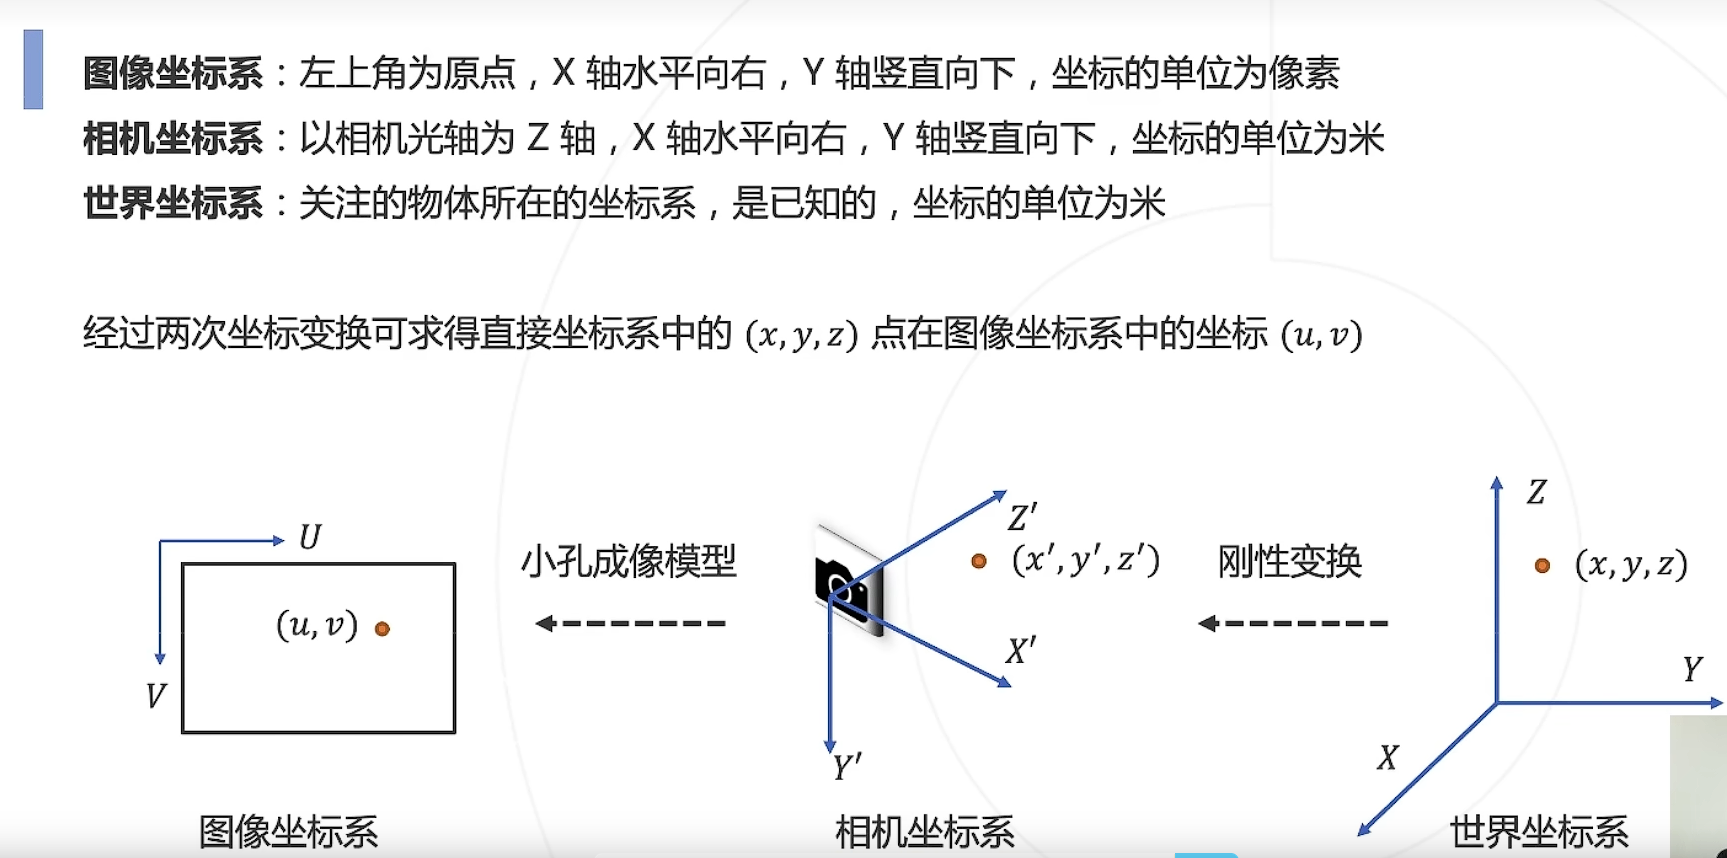 图像坐标系：左上角为原点，X 轴水平向右，Y 轴竖直向下，坐标的单位为像素
相机坐标系：以相机光轴为 Z 轴，X 轴水平向右，Y 轴竖直向下，坐标的单位为米
世界坐标系：关注的物体所在的坐标系，是已知的，坐标的单位为米
经过两次坐标变换可求得直接坐标系中的 (x, y, z) 点在图像坐标系中的坐标 (u, v)
U
V
(u, v)
图像坐标系
小孔成像模型
Z′
(x′, y′, z′)
X′
Y′
相机坐标系
刚性变换
Z
(x, y, z)
Y
X
世界坐标系